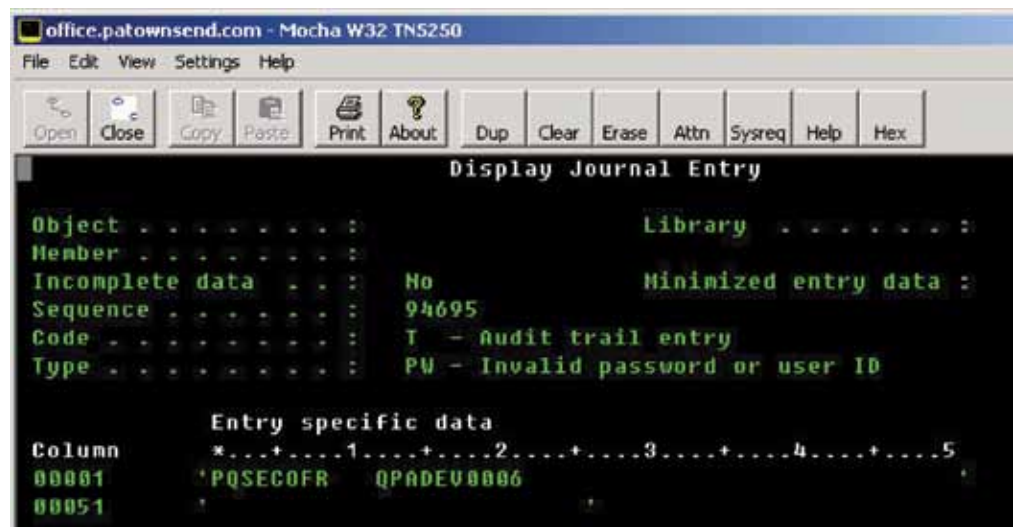 office.patownsend.com - Mocha W32 TN5250
File Edit View Settings Help
Open Close Copy Paste Print About Dup Clear Erase Attn Sysreq Help Hex
Display Journal Entry
Object . . . . . . . : Library . . . . . . :
Member . . . . . . . :
Incomplete data . . : No Minimized entry data :
Sequence . . . . . . : 94695
Code . . . . . . . . : T - Audit trail entry
Type . . . . . . . . : PW - Invalid password or user ID
Entry specific data
Column *...+....1....+....2....+....3....+....4....+....5
00001 'PQSECOFR QPADEV0006 '
00051 ' '